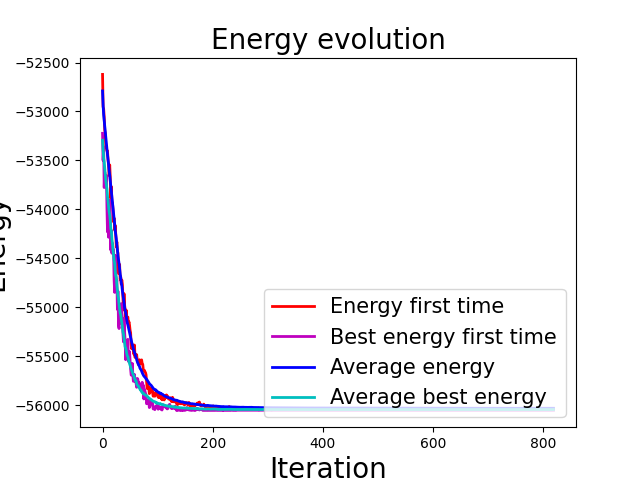 Energy evolution
Energy
−52500
−53000
−53500
−54000
−54500
−55000
−55500
−56000
Energy first time
Best energy first time
Average energy
Average best energy
0
200
400
600
800
Iteration